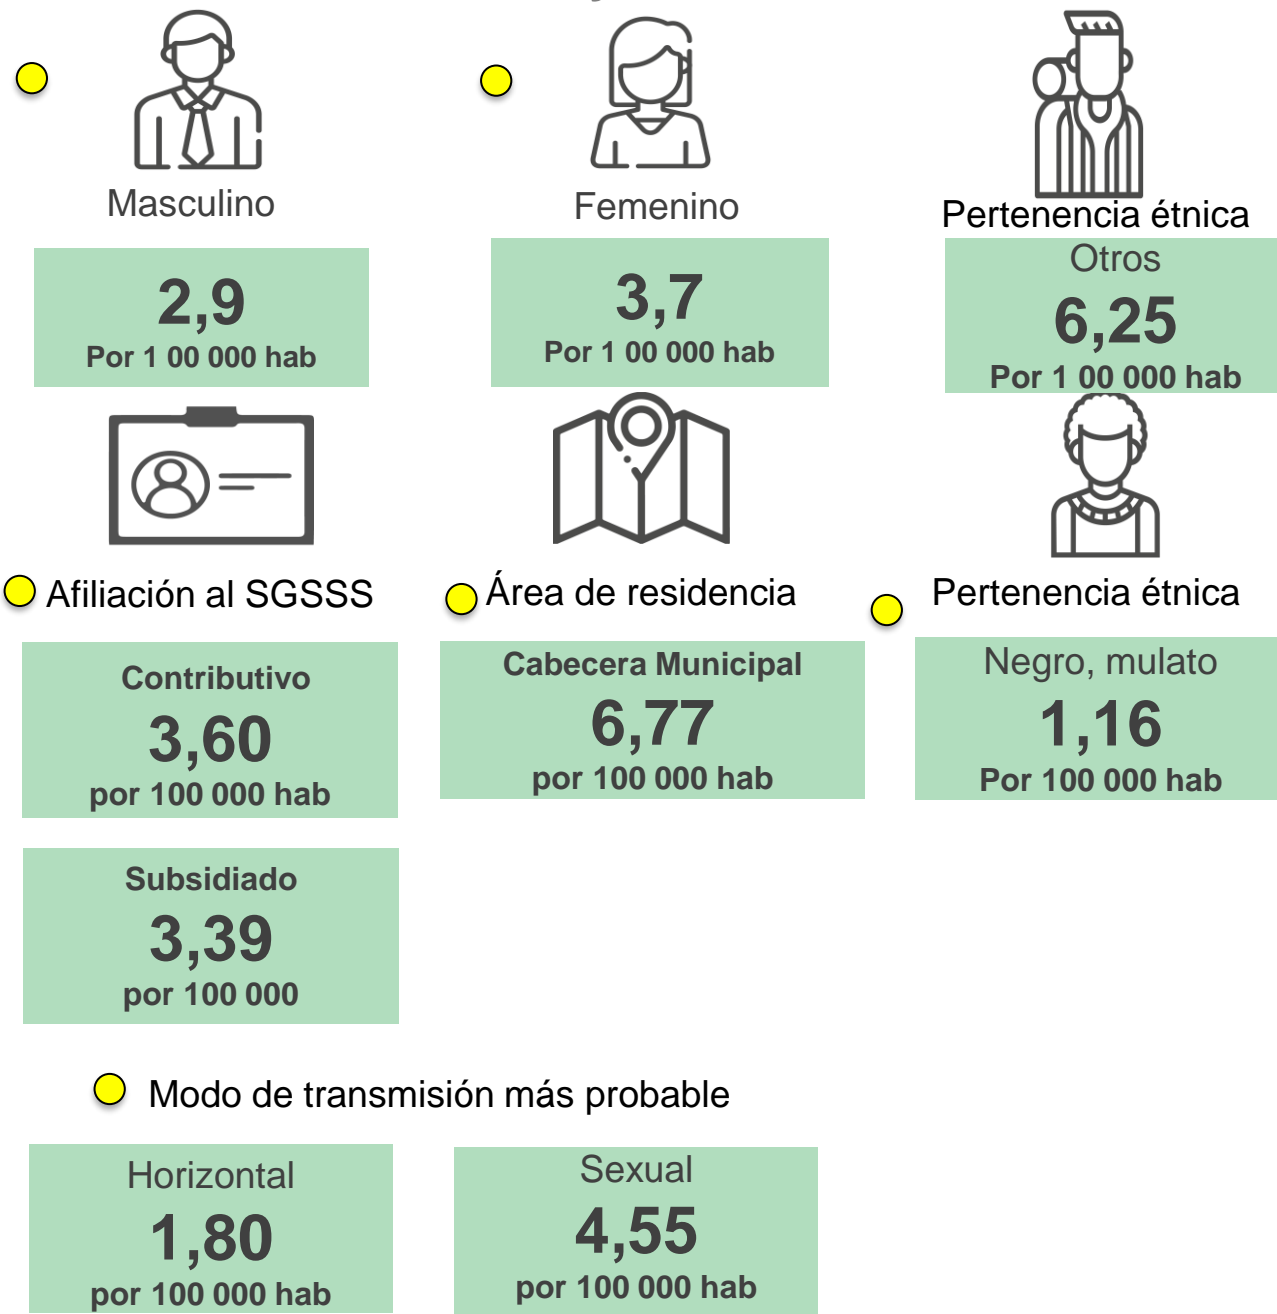 Masculino
2,9
Por 1 00 000 hab
Femenino
3,7
Por 1 00 000 hab
Pertenencia étnica
Otros
6,25
Por 1 00 000 hab
Afiliación al SGSSS
Contributivo
3,60
por 100 000 hab
Subsidiado
3,39
por 100 000
Área de residencia
Cabecera Municipal
6,77
por 100 000 hab
Pertenencia étnica
Negro, mulato
1,16
Por 100 000 hab
Modo de transmisión más probable
Horizontal
1,80
por 100 000 hab
Sexual
4,55
por 100 000 hab